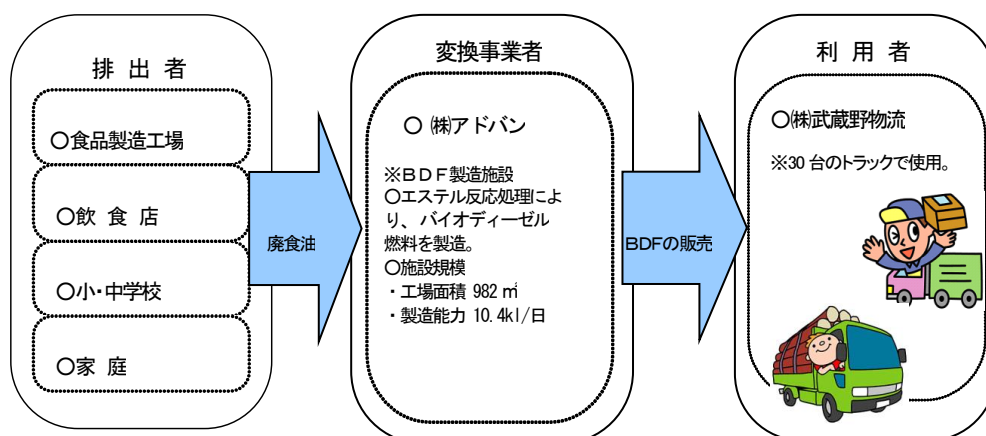 排 出 者
○食品製造工場
○飲 食 店
○小・中学校
○家 庭
廃食油
変換事業者
○ ㈱アドバン
※BDF製造施設
○エステル反応処理によ
り、バイオディーゼル
燃料を製造。
○施設規模
・工場面積 982 ㎡
・製造能力 10.4kl/日
BDFの販売
利 用 者
○㈱武蔵野物流
※30 台のトラックで使用。